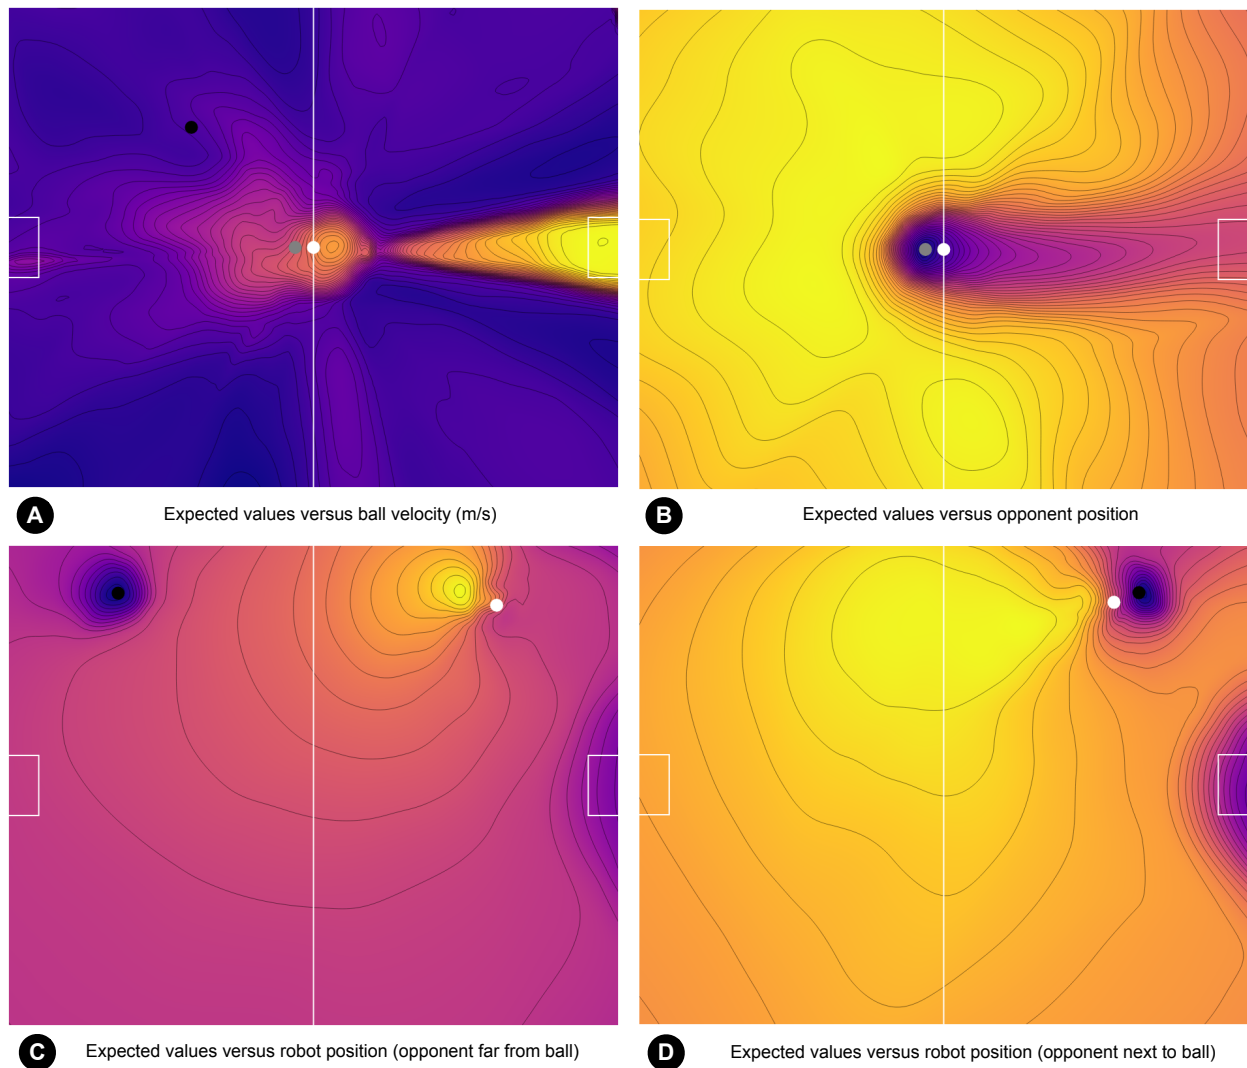 A Expected values versus ball velocity (m/s)
B Expected values versus opponent position
C Expected values versus robot position (opponent far from ball)
D Expected values versus robot position (opponent next to ball)